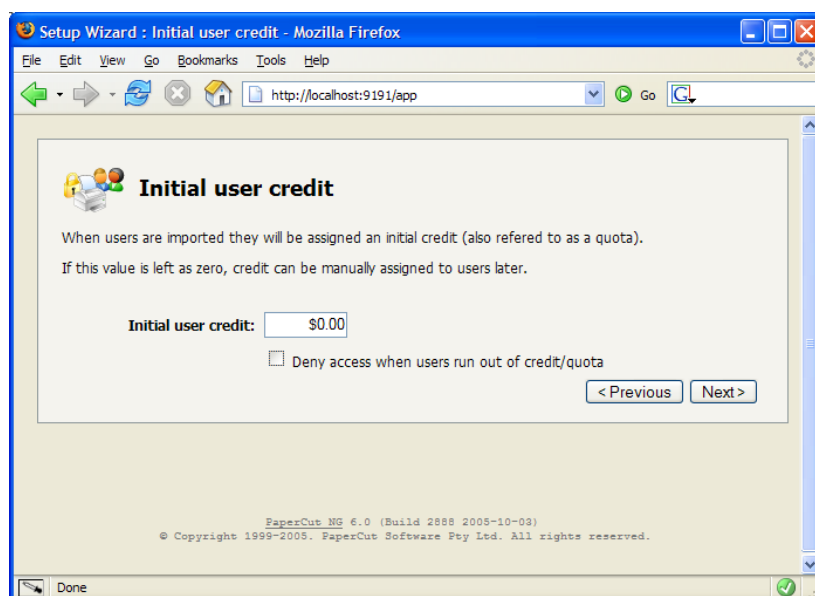 Setup Wizard : Initial user credit - Mozilla Firefox
File Edit View Go Bookmarks Tools Help
http://localhost:9191/app Go G
Initial user credit
When users are imported they will be assigned an initial credit (also refered to as a quota).
If this value is left as zero, credit can be manually assigned to users later.
Initial user credit: $0.00
Deny access when users run out of credit/quota
< Previous Next >
PaperCut NG 6.0 (Build 2888 2005-10-03)
© Copyright 1999-2005. PaperCut Software Pty Ltd. All rights reserved.
Done